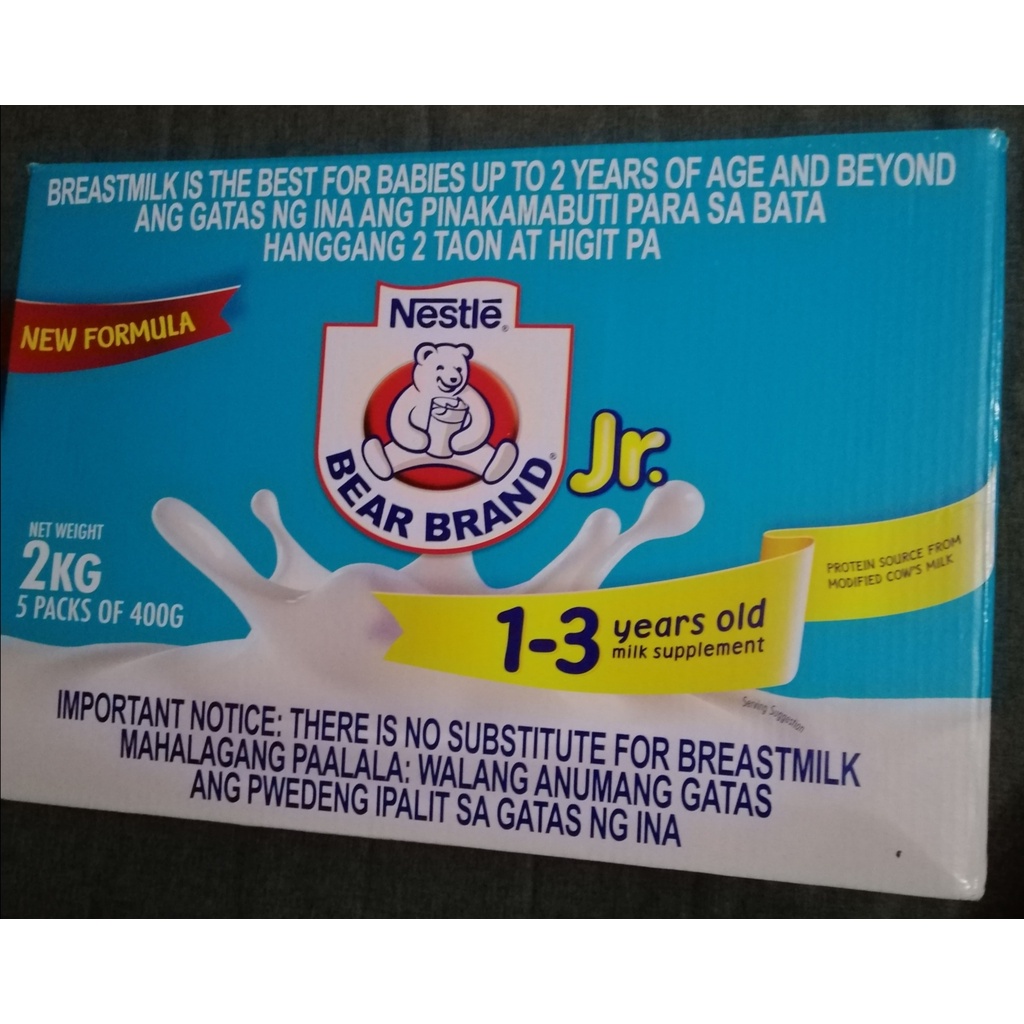 BREASTMILK IS THE BEST FOR BABIES UP TO 2 YEARS OF AGE AND BEYOND
ANG GATAS NG INA ANG PINAKAMABUTI PARA SA BATA
HANGGANG 2 TAON AT HIGIT PA
NEW FORMULA
Nestlé®
BEAR BRAND®
Jr.
NET WEIGHT
2KG
5 PACKS OF 400G
PROTEIN SOURCE FROM
MODIFIED COW'S MILK
1-3 years old
milk supplement
Serving Suggestion
IMPORTANT NOTICE: THERE IS NO SUBSTITUTE FOR BREASTMILK
MAHALAGANG PAALALA: WALANG ANUMANG GATAS
ANG PWEDENG IPALIT SA GATAS NG INA